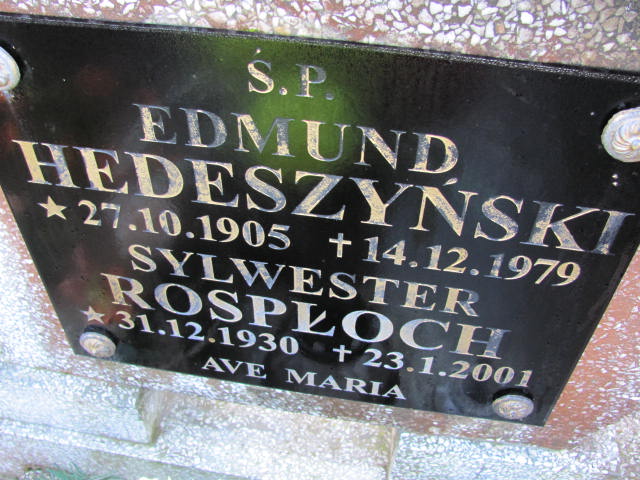 Ś.P.
EDMUND
HEDESZYŃSKI
★ 27.10.1905 ✝ 14.12.1979
SYLWESTER
ROSPŁOCH
★ 31.12.1930 ✝ 23.1.2001
AVE MARIA